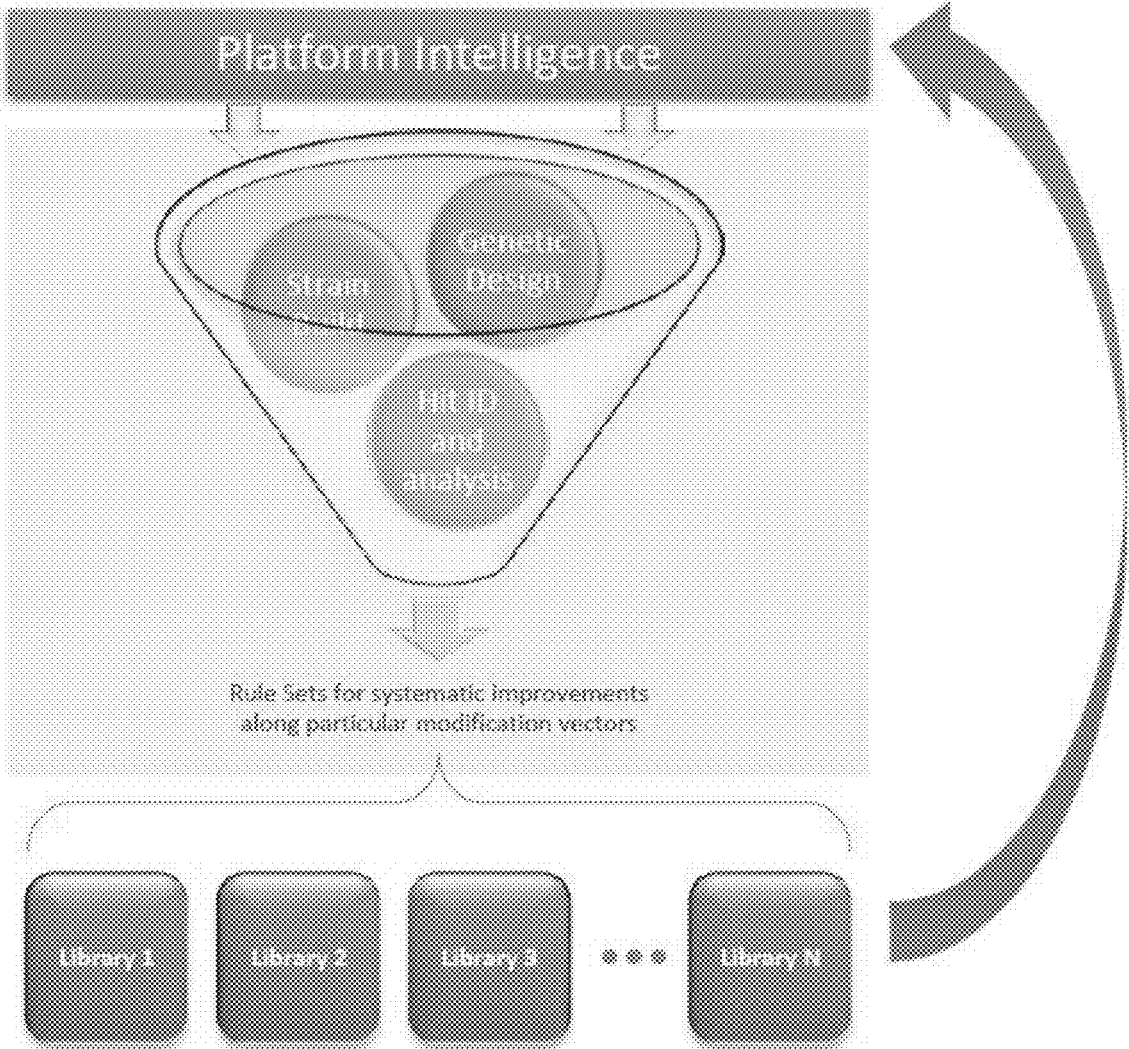 Platform Intelligence
Genetic
Design
Strain
Hit ID
and
analysis
Rule Sets for systematic improvements
along particular modification vectors
Library 1
Library 2
Library 3
Library N